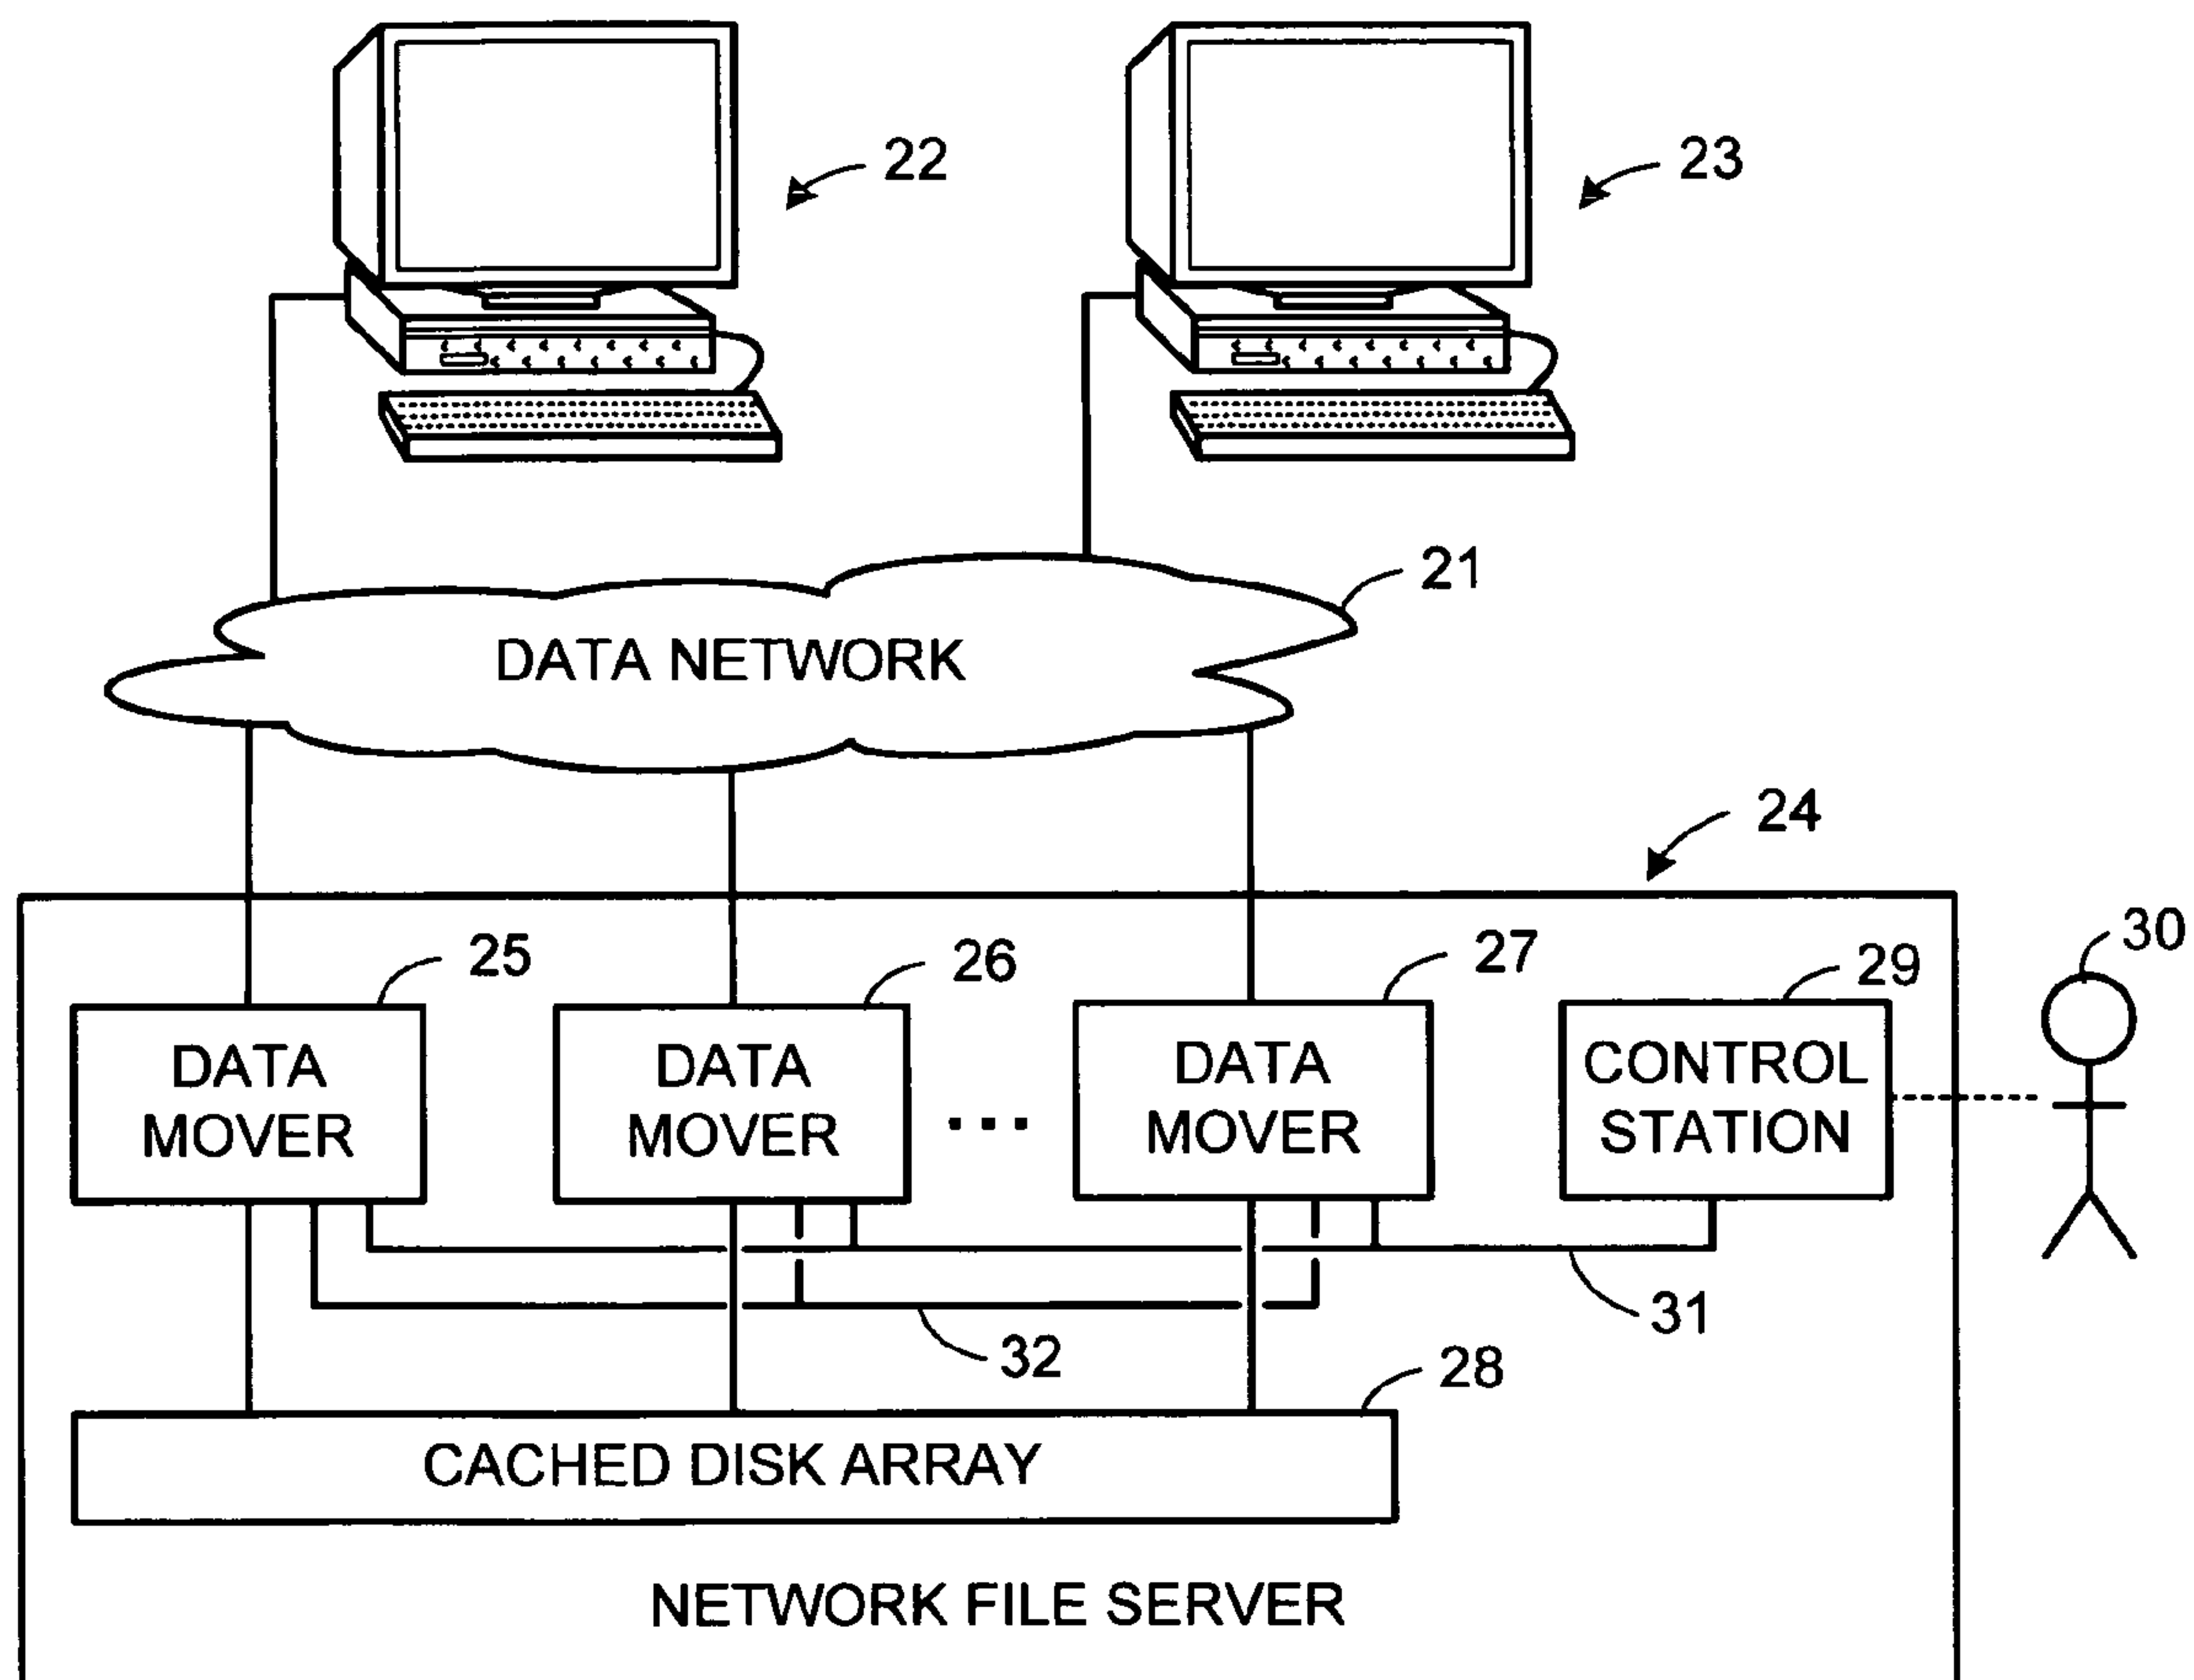 22
23
21
DATA NETWORK
24
25
26
27
29
30
DATA
MOVER
DATA
MOVER
...
DATA
MOVER
CONTROL
STATION
31
32
28
CACHED DISK ARRAY
NETWORK FILE SERVER